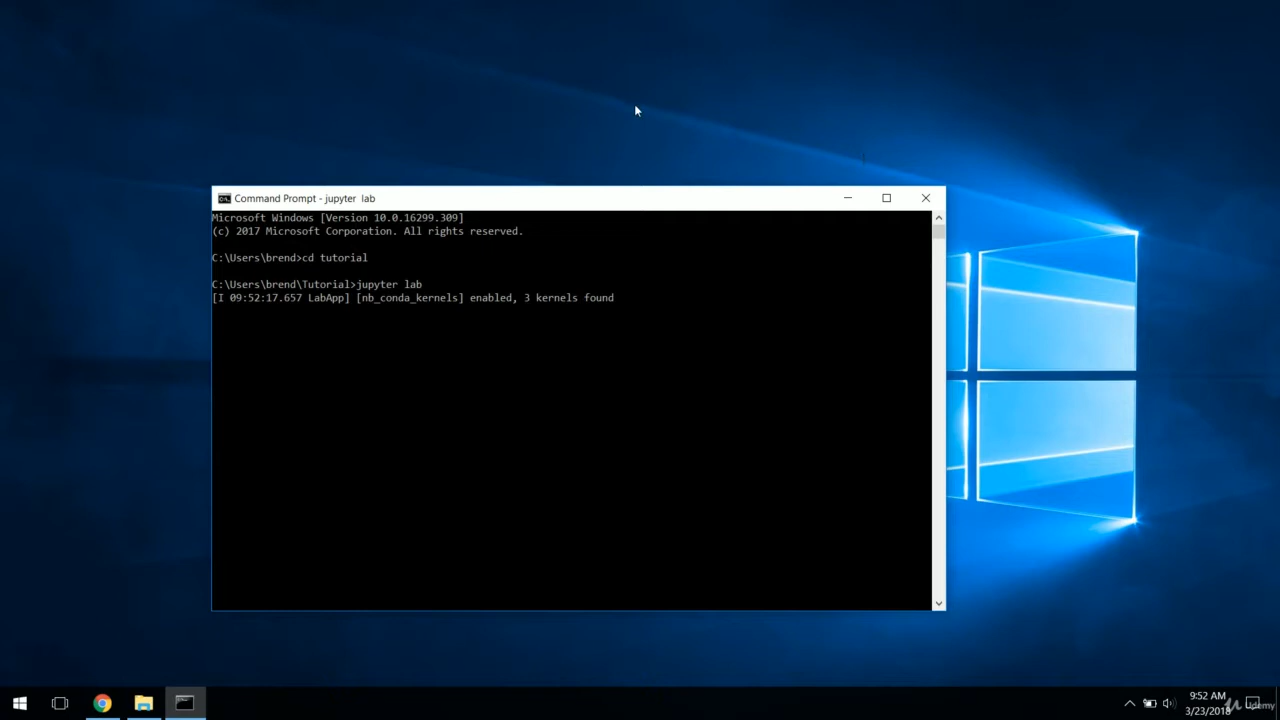 Command Prompt - jupyter  lab
Microsoft Windows [Version 10.0.16299.309]
(c) 2017 Microsoft Corporation. All rights reserved.
C:\Users\brend>cd tutorial
C:\Users\brend\Tutorial>jupyter lab
[I 09:52:17.657 LabApp] [nb_conda_kernels] enabled, 3 kernels found
9:52 AM
3/23/2018
Udemy